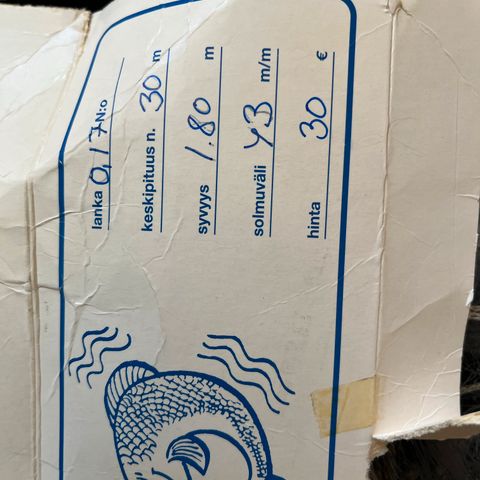 lanka 0,17 N:o
keskipituus n. 30 m
syvyys 1.80 m
solmuväli 43 m/m
hinta 30 €